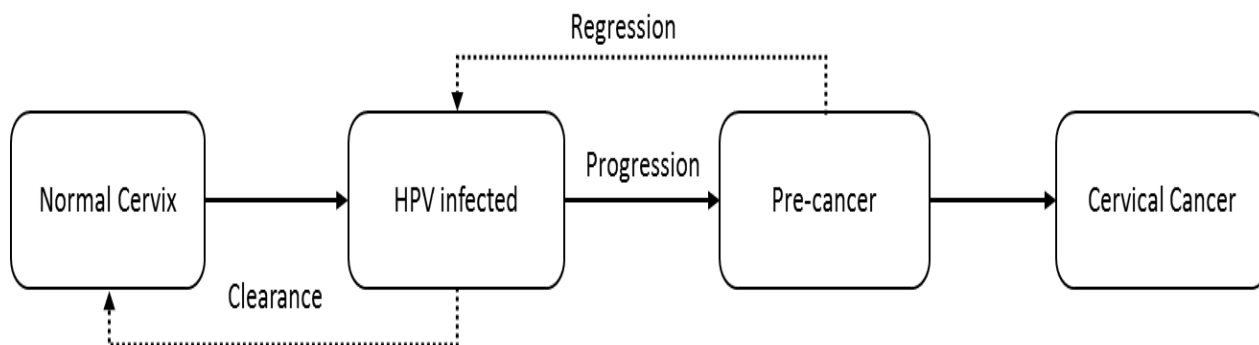 Regression
Progression
Normal Cervix
HPV infected
Pre-cancer
Cervical Cancer
Clearance